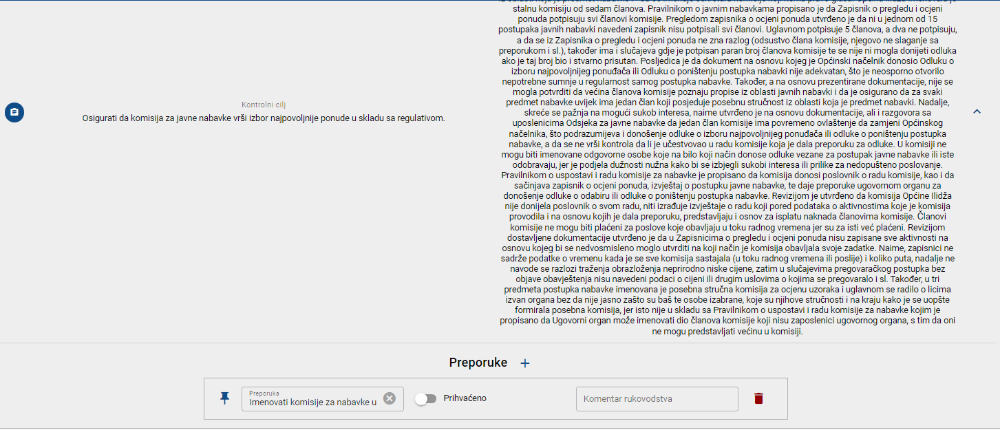 stalnu komisiju od sedam članova. Pravilnikom o javnim nabavkama propisano je da Zapisnik o pregledu i ocjeni
ponuda potpisuju svi članovi komisije. Pregledom zapisnika o ocjeni ponuda utvrđeno je da ni u jednom od 15
postupaka javnih nabavki navedeni zapisnik nisu potpisali svi članovi. Uglavnom potpisuje 5 članova, a dva ne potpisuju,
a da se iz Zapisnika o pregledu i ocjeni ponuda ne zna razlog (odsustvo člana komisije, njegovo ne slaganje sa
preporukom i sl.), također ima i slučajeva gdje je potpisan paran broj članova komisije te se nije ni mogla donijeti odluka
ako je taj broj bio i stvarno prisutan. Posljedica je da dokument na osnovu kojeg je Općinski načelnik donosio Odluku o
izboru najpovoljnijeg ponuđača ili Odluku o poništenju postupka nabavki nije adekvatan, što je neosporno otvorilo
nepotrebne sumnje u regularnost samog postupka nabavke. Također, a na osnovu prezentirane dokumentacije, nije se
mogla potvrditi da većina članova komisije poznaju propise iz oblasti javnih nabavki i da je osigurano da za svaki
predmet nabavke uvijek ima jedan član koji posjeduje posebnu stručnost iz oblasti koja je predmet nabavki. Nadalje,
skreće se pažnja na mogući sukob interesa, naime utvrđeno je na osnovu dokumentacije, ali i razgovora sa
uposlenicima Odsjeka za javne nabavke da jedan član komisije ima povremeno ovlaštenje da zamjeni Općinskog
načelnika, što podrazumijeva i donošenje odluke o izboru najpovoljnijeg ponuđača ili odluke o poništenju postupka
nabavke, a da se ne vrši kontrola da li je učestvovao u radu komisije koja je dala preporuku za odluke. U komisiji ne
mogu biti imenovane odgovorne osobe koje na bilo koji način donose odluke vezane za postupak javne nabavke ili iste
odobravaju, jer je podjela dužnosti nužna kako bi se izbjegli sukobi interesa ili prilike za nedopušteno poslovanje.
Pravilnikom o uspostavi i radu komisije za nabavke je propisano da komisija donosi poslovnik o radu komisije, kao i da
sačinjava zapisnik o ocjeni ponuda, izvještaj o postupku javne nabavke, te daje preporuke ugovornom organu za
donošenje odluke o odabiru ili odluke o poništenju postupka nabavke. Revizijom je utvrđeno da komisija Općine Ilidža
nije donijela poslovnik o svom radu, niti izrađuje izvještaje o radu koji pored podataka o aktivnostima koje je komisija
provodila i na osnovu kojih je dala preporuku, predstavljaju i osnov za isplatu naknada članovima komisije. Članovi
komisije ne mogu biti plaćeni za poslove koje obavljaju u toku radnog vremena jer su za isti već plaćeni. Revizijom
dostavljene dokumentacije utvrđeno je da u Zapisnicima o pregledu i ocjeni ponuda nisu zapisane sve aktivnosti na
osnovu kojeg bi se nedvosmisleno moglo utvrditi na koji način je komisija obavljala svoje zadatke. Naime, zapisnici ne
sadrže podatke o vremenu kada je se sve komisija sastajala (u toku radnog vremena ili poslije) i koliko puta, nadalje ne
navode se razlozi traženja obrazloženja neprirodno niske cijene, zatim u slučajevima pregovaračkog postupka bez
objave obavještenja nisu navedeni podaci o cijeni ili drugim uslovima o kojima se pregovaralo i sl. Također, u tri
predmeta postupka nabavke imenovana je posebna stručna komisija za ocjenu uzoraka i uglavnom se radilo o licima
izvan organa bez da nije jasno zašto su baš te osobe izabrane, koje su njihove stručnosti i na kraju kako je se uopšte
formirala posebna komisija, jer isto nije u skladu sa Pravilnikom o uspostavi i radu komisije za nabavke kojim je
propisano da Ugovorni organ može imenovati dio članova komisije koji nisu zaposlenici ugovornog organa, s tim da oni
ne mogu predstavljati većinu u komisiji.
Kontrolni cilj
Osigurati da komisija za javne nabavke vrši izbor najpovoljnije ponude u skladu sa regulativom.
Preporuke +
Preporuka
Imenovati komisije za nabavke u
Prihvaćeno
Komentar rukovodstva